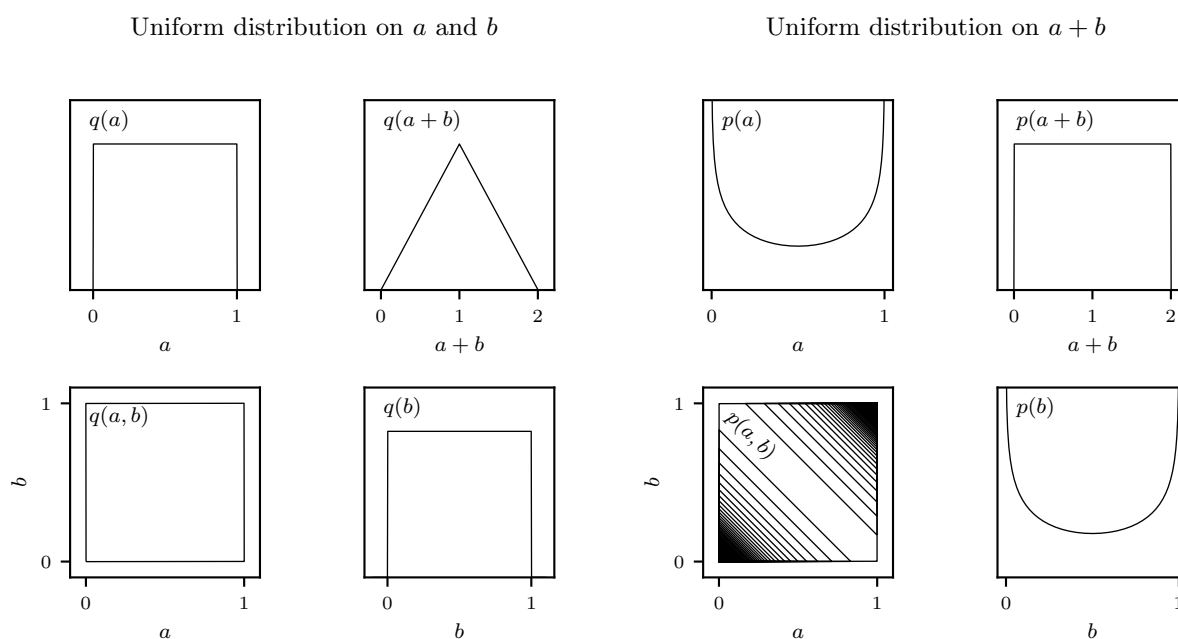 Uniform distribution on a and b
Uniform distribution on a + b
q(a)
0 1
a
q(a + b)
0 1 2
a + b
p(a)
0 1
a
p(a + b)
0 1 2
a + b
q(a, b)
1
0
b
0 1
a
q(b)
0 1
b
p(a, b)
1
0
b
0 1
a
p(b)
0 1
b